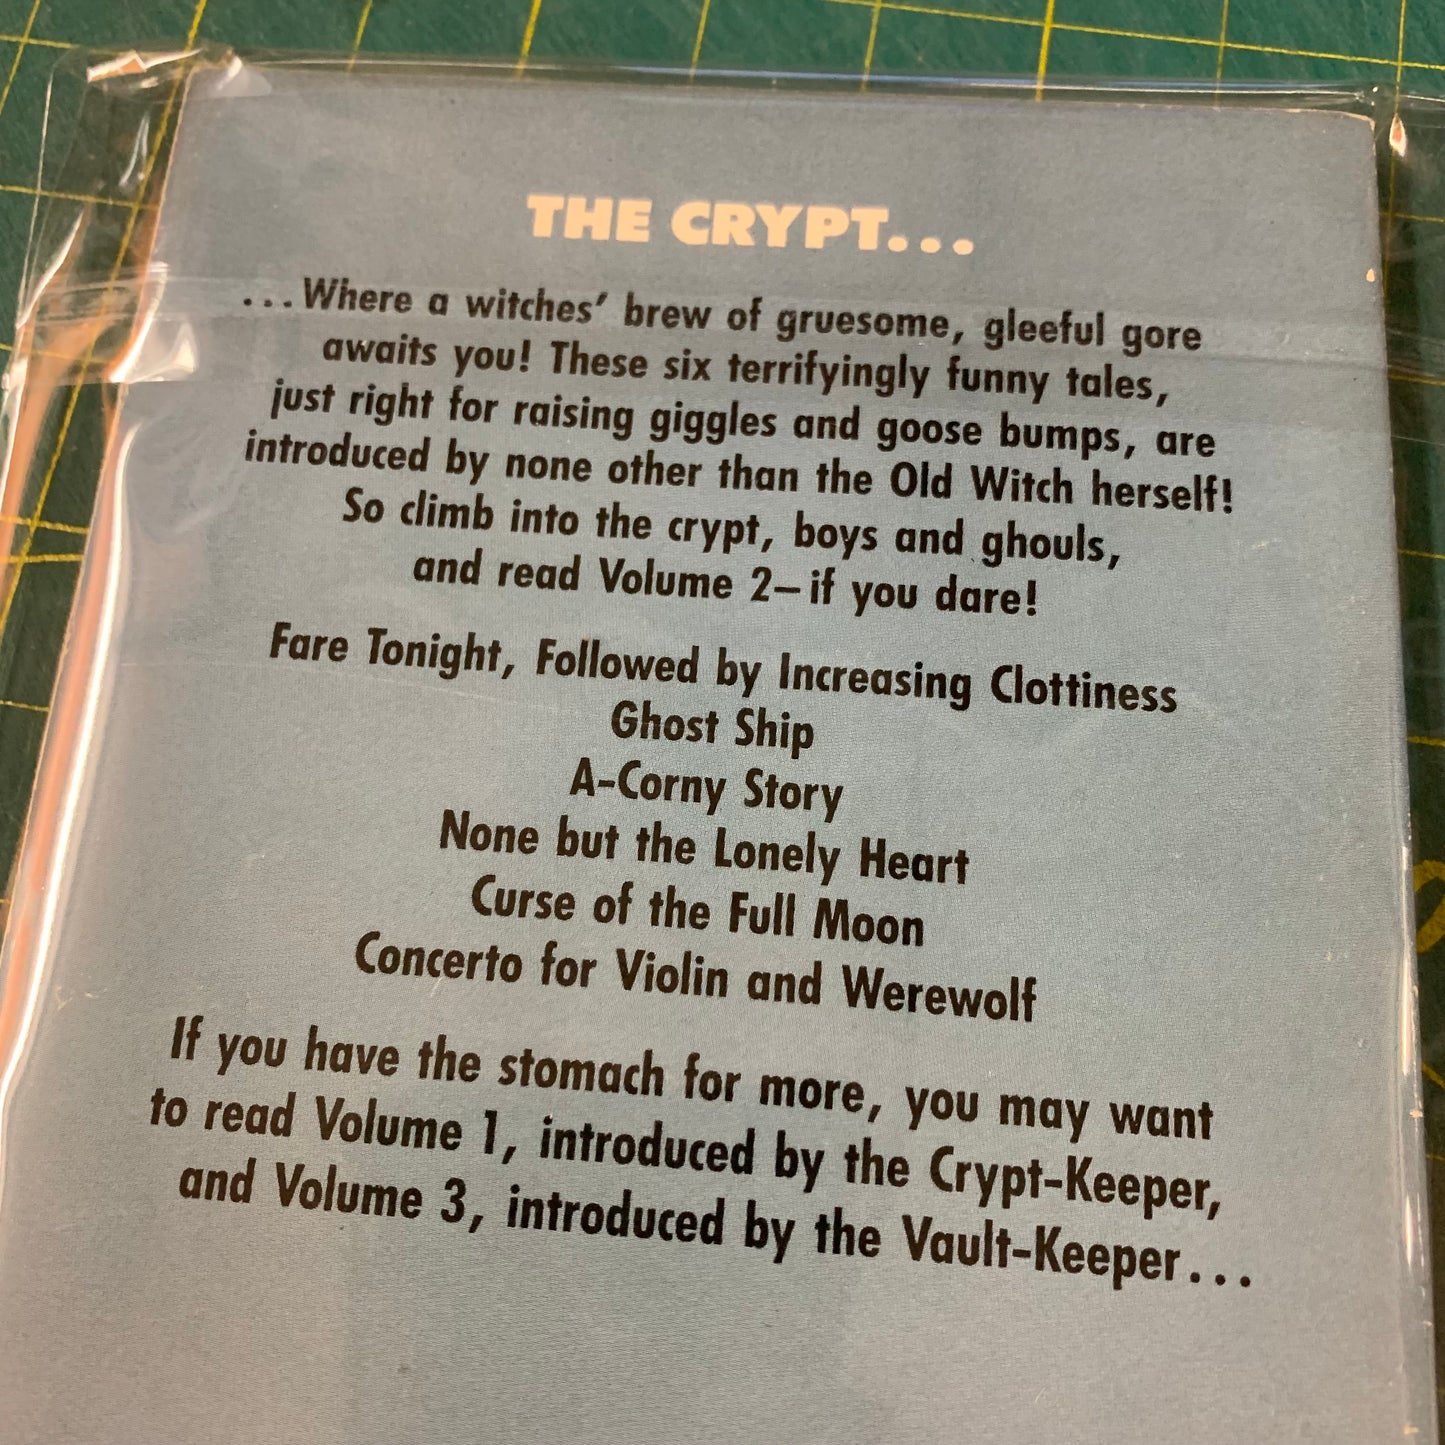 THE CRYPT...
...Where a witches' brew of gruesome, gleeful gore
awaits you! These six terrifyingly funny tales,
just right for raising giggles and goose bumps, are
introduced by none other than the Old Witch herself!
So climb into the crypt, boys and ghouls,
and read Volume 2—if you dare!
Fare Tonight, Followed by Increasing Clottiness
Ghost Ship
A-Corny Story
None but the Lonely Heart
Curse of the Full Moon
Concerto for Violin and Werewolf
If you have the stomach for more, you may want
to read Volume 1, introduced by the Crypt-Keeper,
and Volume 3, introduced by the Vault-Keeper...